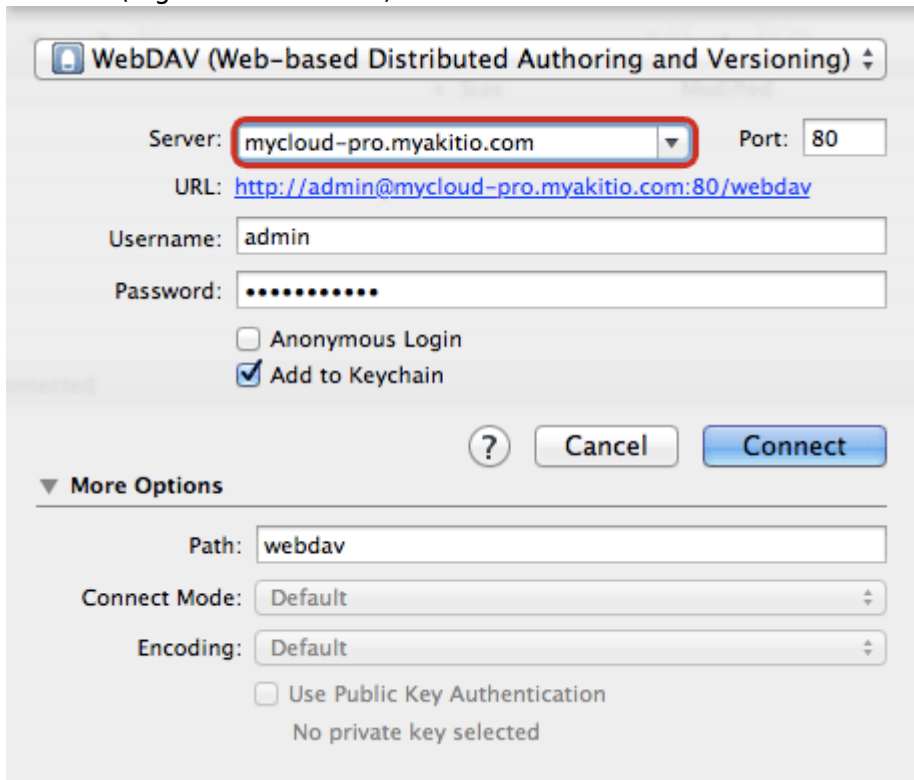 WebDAV (Web-based Distributed Authoring and Versioning)
Size Modified
Server: mycloud-pro.myakitio.com Port: 80
URL: http://admin@mycloud-pro.myakitio.com:80/webdav
Username: admin
Password: •••••••••••
Anonymous Login
Add to Keychain
? Cancel Connect
More Options
Path: webdav
Connect Mode: Default
Encoding: Default
Use Public Key Authentication
No private key selected